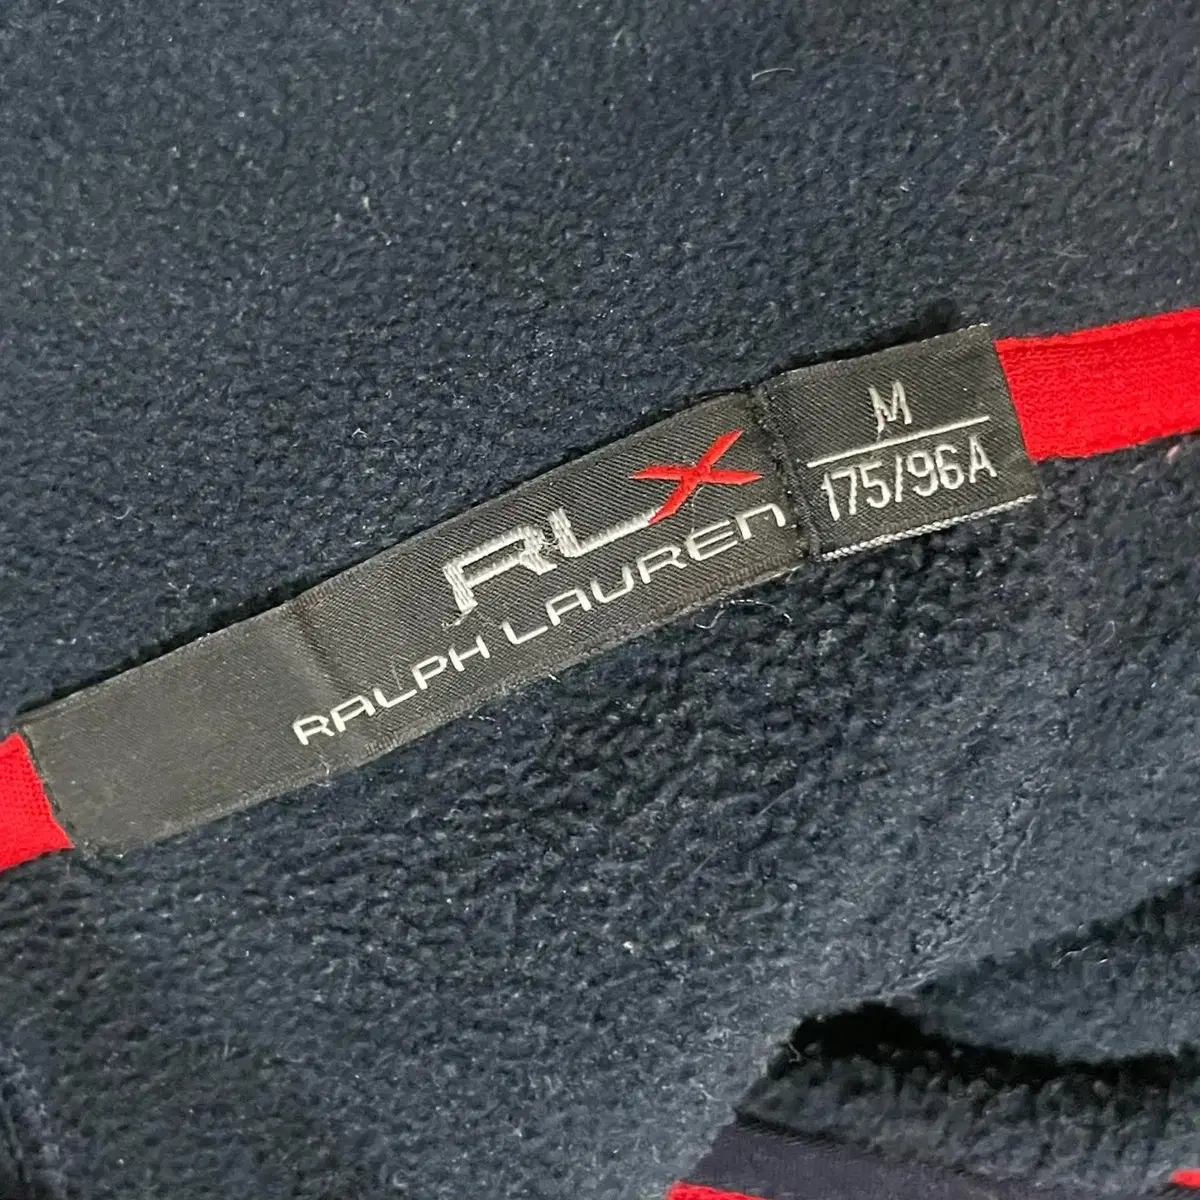 RLX
RALPH LAUREN
M
175/96A